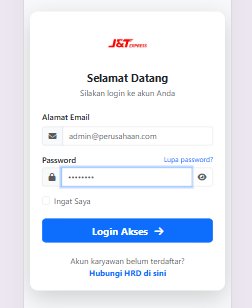 J&T EXPRESS
Selamat Datang
Silakan login ke akun Anda
Alamat Email
admin@perusahaan.com
Password Lupa password?
••••••••
Ingat Saya
Login Akses →
Akun karyawan belum terdaftar?
Hubungi HRD di sini